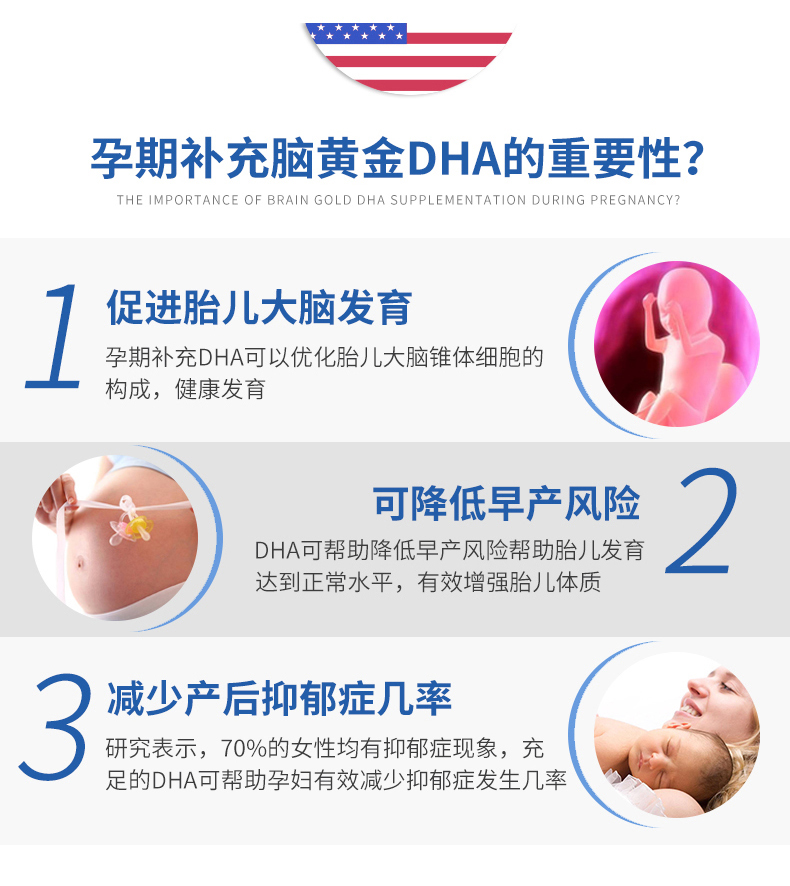 孕期补充脑黄金DHA的重要性?
THE IMPORTANCE OF BRAIN GOLD DHA SUPPLEMENTATION DURING PREGNANCY?
1
促进胎儿大脑发育
孕期补充DHA可以优化胎儿大脑锥体细胞的
构成，健康发育
2
可降低早产风险
DHA可帮助降低早产风险帮助胎儿发育
达到正常水平，有效增强胎儿体质
3
减少产后抑郁症几率
研究表示，70%的女性均有抑郁症现象，充
足的DHA可帮助孕妇有效减少抑郁症发生几率